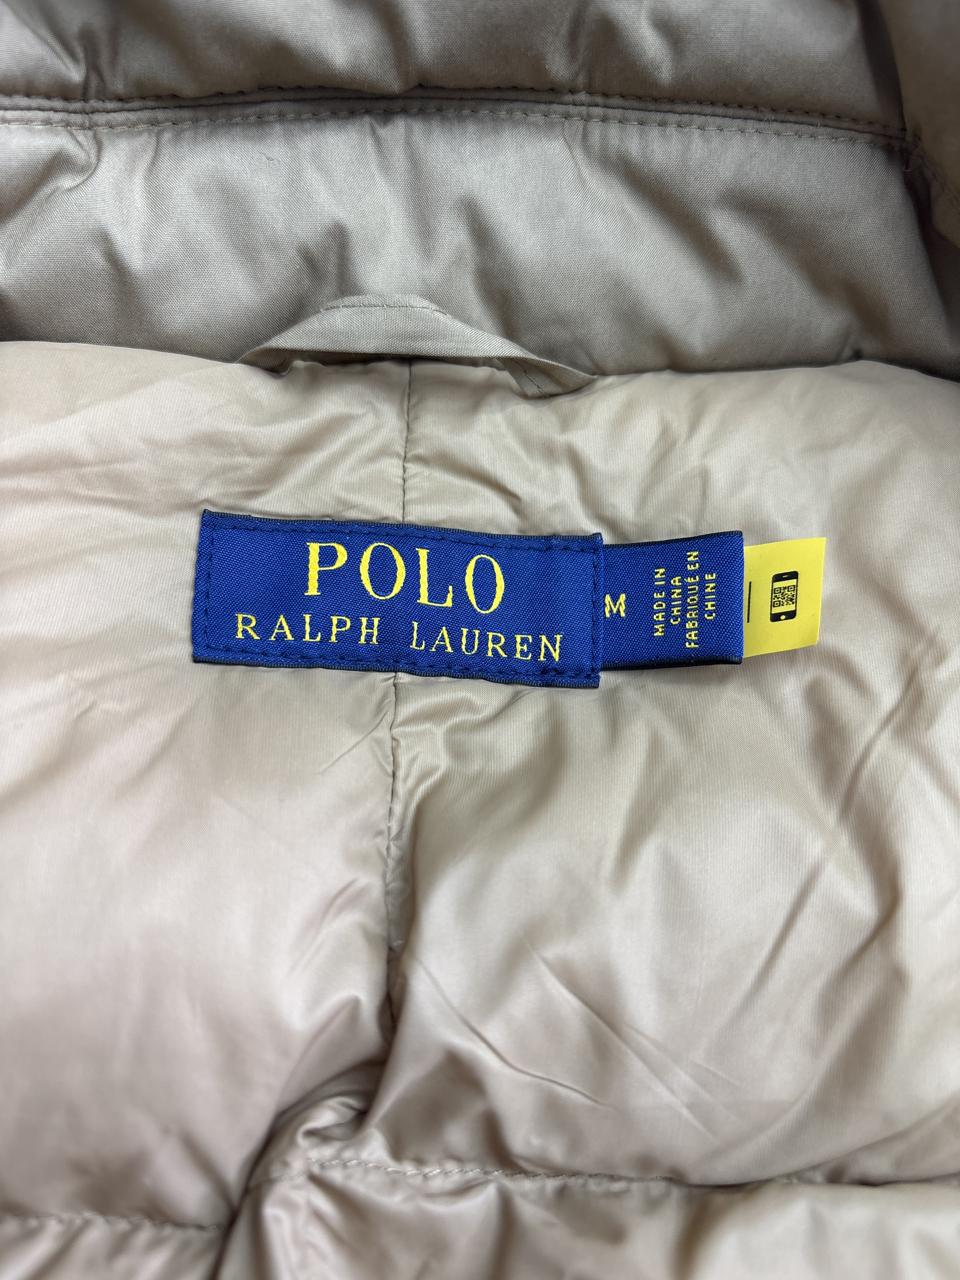 POLO
RALPH LAUREN
M
MADE IN
CHINA
FABRIQUÉ EN
CHINE